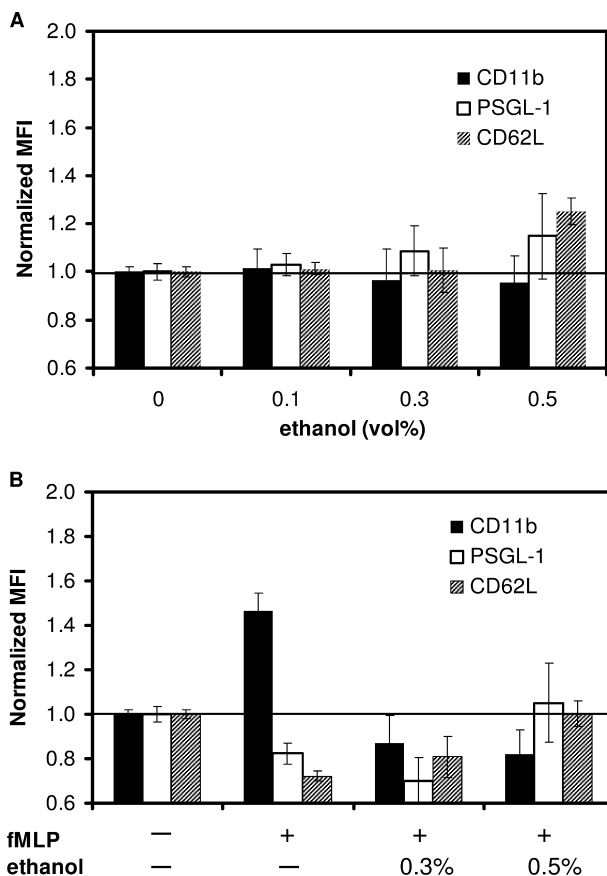 A
2.0
1.8
1.6
1.4
1.2
1.0
0.8
0.6
Normalized MFI
CD11b
PSGL-1
CD62L
0 0.1 0.3 0.5
ethanol (vol%)
B
2.0
1.8
1.6
1.4
1.2
1.0
0.8
0.6
Normalized MFI
CD11b
PSGL-1
CD62L
fMLP — + + +
ethanol — — 0.3% 0.5%